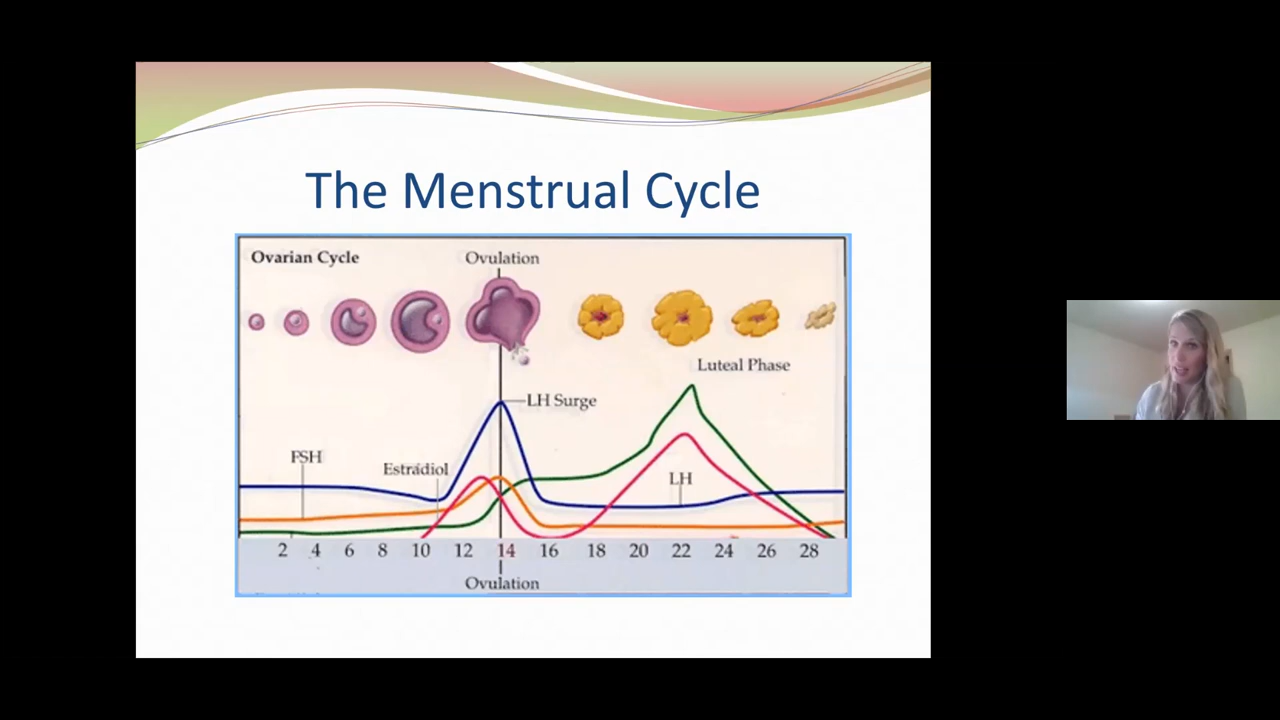 The Menstrual Cycle
Ovarian Cycle
Ovulation
Luteal Phase
LH Surge
FSH
Estradiol
LH
2 4 6 8 10 12 14 16 18 20 22 24 26 28
Ovulation